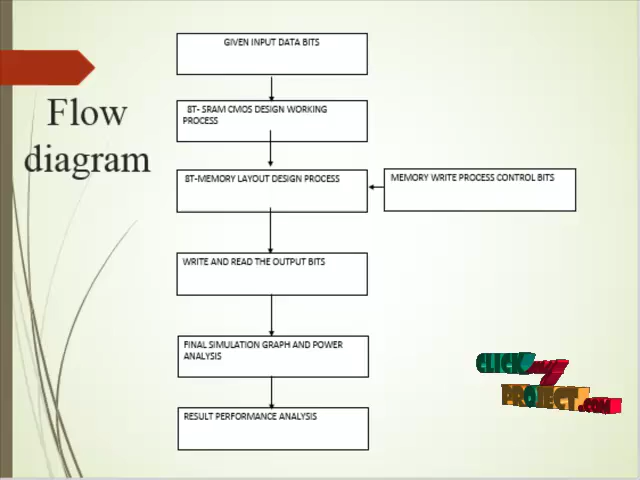 GIVEN INPUT DATA BITS
8T- SRAM CMOS DESIGN WORKING
PROCESS
Flow
diagram
8T-MEMORY LAYOUT DESIGN PROCESS
MEMORY WRITE PROCESS CONTROL BITS
WRITE AND READ THE OUTPUT BITS
FINAL SIMULATION GRAPH AND POWER
ANALYSIS
RESULT PERFORMANCE ANALYSIS
CLICK MY
PROJECT.COM